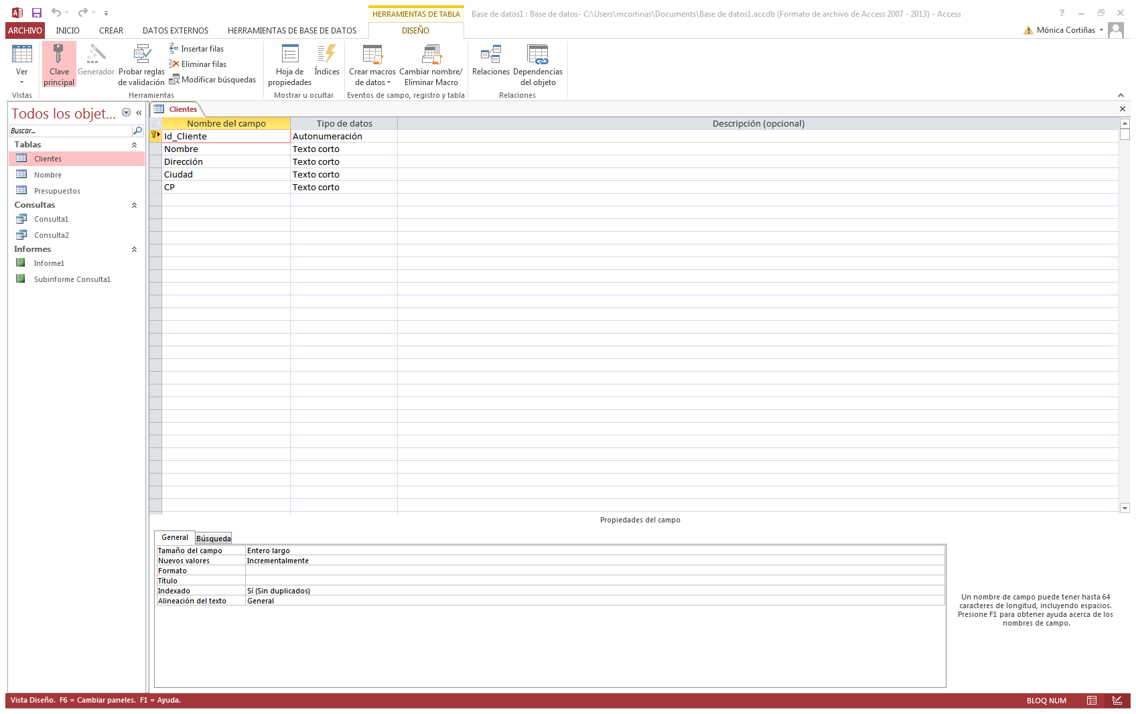 HERRAMIENTAS DE TABLA
Base de datos1 : Base de datos- C:\Users\mcortinas\Documents\Base de datos1.accdb (Formato de archivo de Access 2007 - 2013) - Access
ARCHIVO INICIO CREAR DATOS EXTERNOS HERRAMIENTAS DE BASE DE DATOS DISEÑO
Mónica Cortiñas
Ver
Clave principal
Generador
Probar reglas de validación
Insertar filas
Eliminar filas
Modificar búsquedas
Hoja de propiedades
Índices
Crear macros de datos
Cambiar nombre/
Eliminar Macro
Relaciones
Dependencias del objeto
Vistas Herramientas Mostrar u ocultar Eventos de campo, registro y tabla Relaciones
Todos los objet...
Buscar...
Tablas
Clientes
Nombre
Presupuestos
Consultas
Consulta1
Consulta2
Informes
Informe1
Subinforme Consulta1
Clientes
Nombre del campo Tipo de datos Descripción (opcional)
Id_Cliente Autonumeración
Nombre Texto corto
Dirección Texto corto
Ciudad Texto corto
CP Texto corto
Propiedades del campo
General Búsqueda
Tamaño del campo Entero largo
Nuevos valores Incrementalmente
Formato
Título
Indexado Sí (Sin duplicados)
Alineación del texto General
Un nombre de campo puede tener hasta 64
caracteres de longitud, incluyendo espacios.
Presione F1 para obtener ayuda acerca de los
nombres de campo.
Vista Diseño. F6 = Cambiar paneles. F1 = Ayuda.
BLOQ NUM